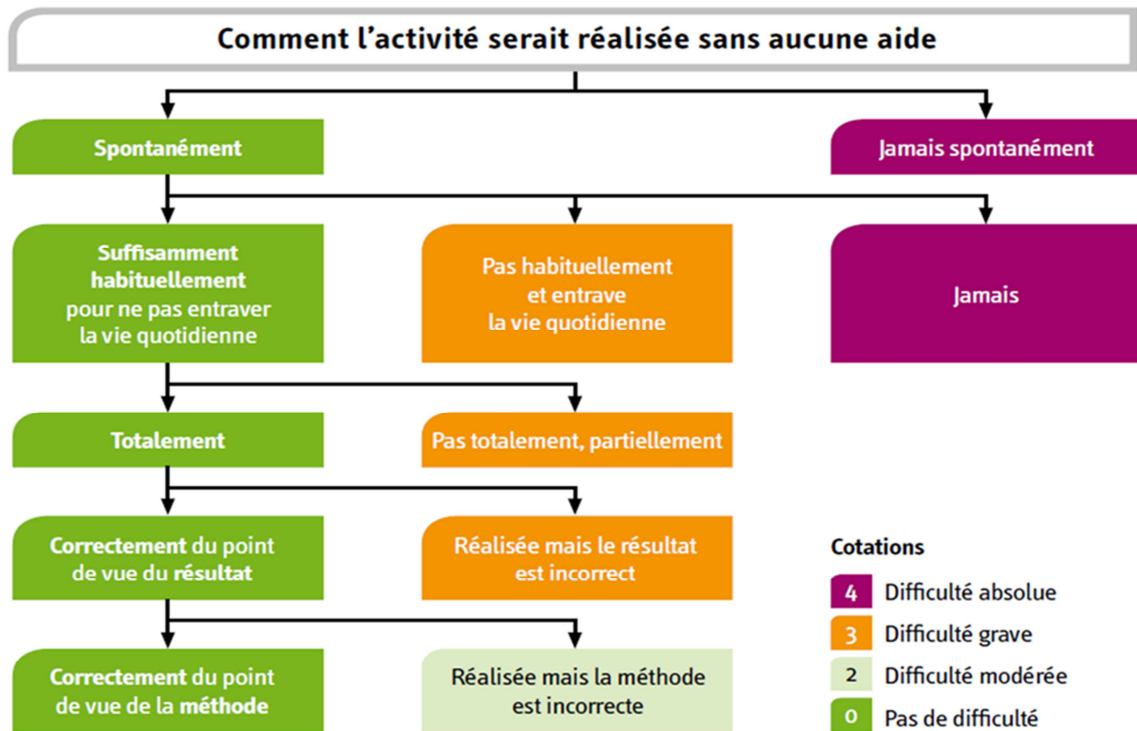 Comment l’activité serait réalisée sans aucune aide
Spontanément
Jamais spontanément
Suffisamment
habituellement
pour ne pas entraver
la vie quotidienne
Pas habituellement
et entrave
la vie quotidienne
Jamais
Totalement
Pas totalement, partiellement
Correctement du point
de vue du résultat
Réalisée mais le résultat
est incorrect
Correctement du point
de vue de la méthode
Réalisée mais la méthode
est incorrecte
Cotations
4 Difficulté absolue
3 Difficulté grave
2 Difficulté modérée
0 Pas de difficulté